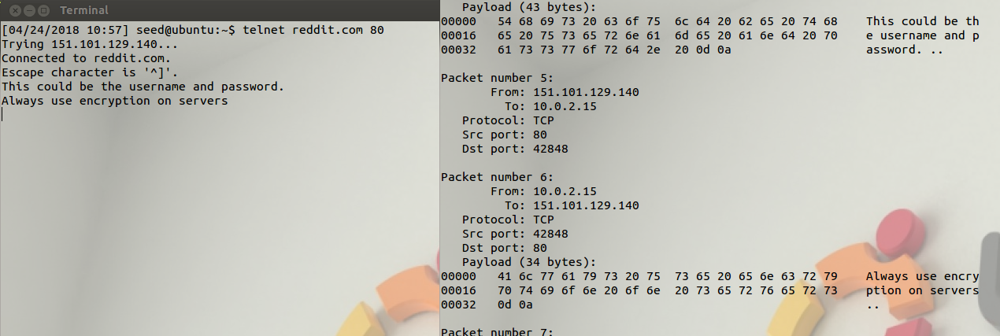 Terminal
[04/24/2018 10:57] seed@ubuntu:~$ telnet reddit.com 80
Trying 151.101.129.140...
Connected to reddit.com.
Escape character is '^]'.
This could be the username and password.
Always use encryption on servers
Payload (43 bytes):
00000   54 68 69 73 20 63 6f 75  6c 64 20 62 65 20 74 68    This could be th
00016   65 20 75 73 65 72 6e 61  6d 65 20 61 6e 64 20 70    e username and p
00032   61 73 73 77 6f 72 64 2e  20 0d 0a                   assword. ..
Packet number 5:
From: 151.101.129.140
To: 10.0.2.15
Protocol: TCP
Src port: 80
Dst port: 42848
Packet number 6:
From: 10.0.2.15
To: 151.101.129.140
Protocol: TCP
Src port: 42848
Dst port: 80
Payload (34 bytes):
00000   41 6c 77 61 79 73 20 75  73 65 20 65 6e 63 72 79    Always use encry
00016   70 74 69 6f 6e 20 6f 6e  20 73 65 72 76 65 72 73    ption on servers
00032   0d 0a                                               ..
Packet number 7: